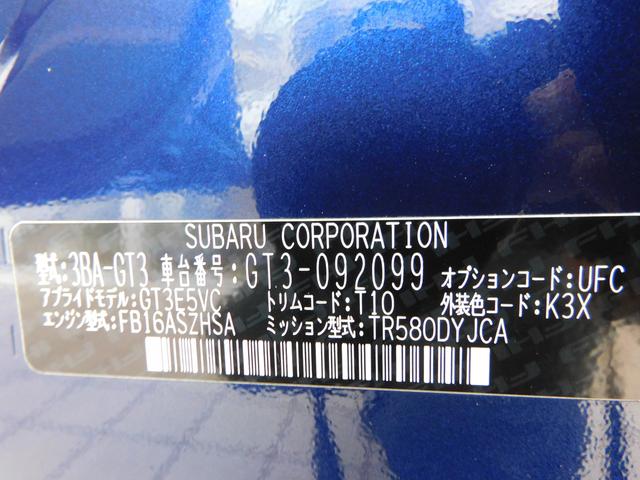 SUBARU CORPORATION
型式:3BA-GT3 車台番号:GT3-092099 オプションコード:UFC
アプライドモデル:GT3E5VC トリムコード:T10 外装色コード:K3X
エンジン型式:FB16ASZHSA ミッション型式:TR580DYJCA